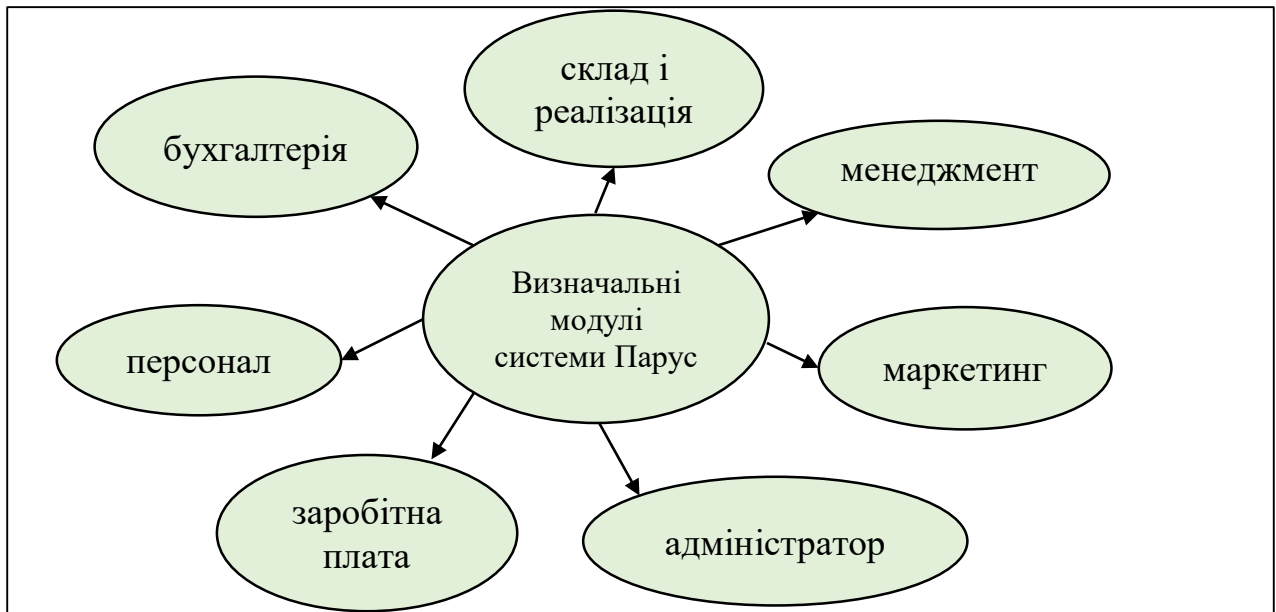 склад і
реалізація
бухгалтерія
менеджмент
Визначальні
модулі
системи Парус
персонал
маркетинг
заробітна
плата
адміністратор